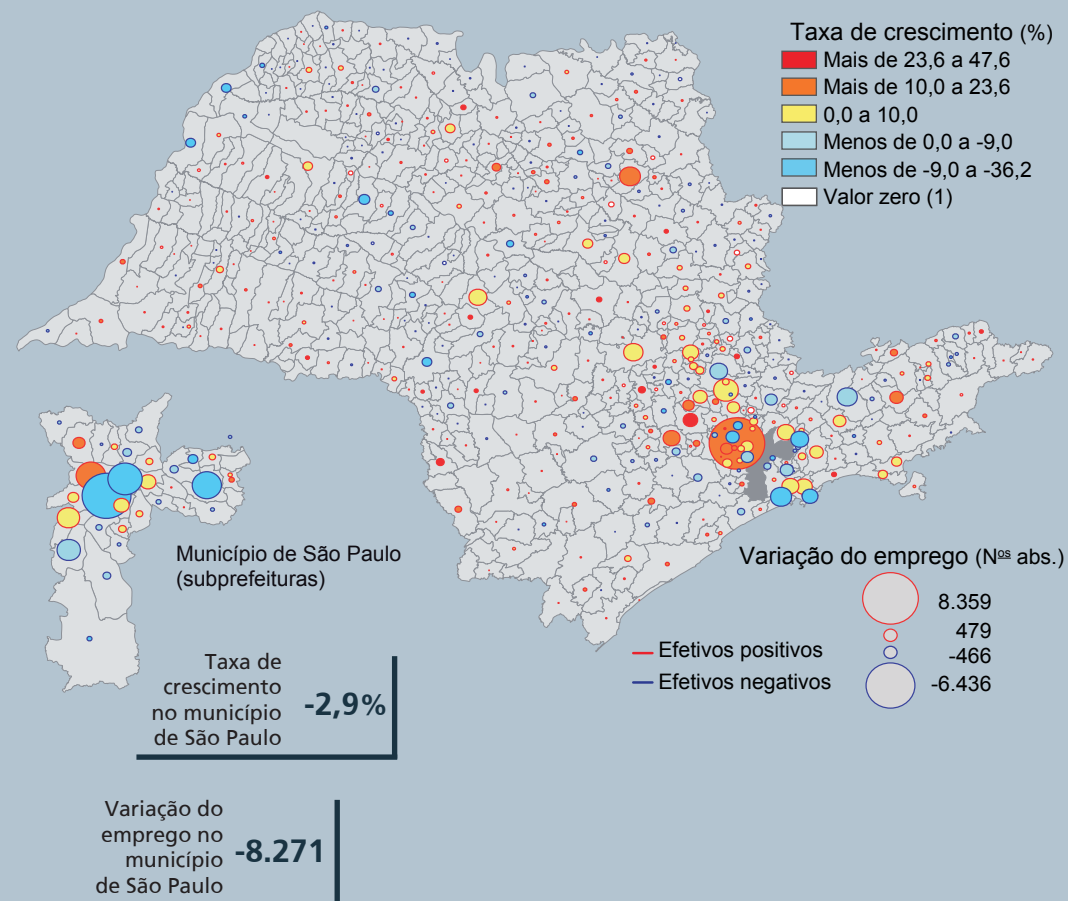 Taxa de crescimento (%)
Mais de 23,6 a 47,6
Mais de 10,0 a 23,6
0,0 a 10,0
Menos de 0,0 a -9,0
Menos de -9,0 a -36,2
Valor zero (1)
Município de São Paulo
(subprefeituras)
Variação do emprego (Nos abs.)
8.359
479
-466
-6.436
Efetivos positivos
Efetivos negativos
Taxa de
crescimento
no município
de São Paulo
-2,9%
Variação do
emprego no
município
de São Paulo
-8.271